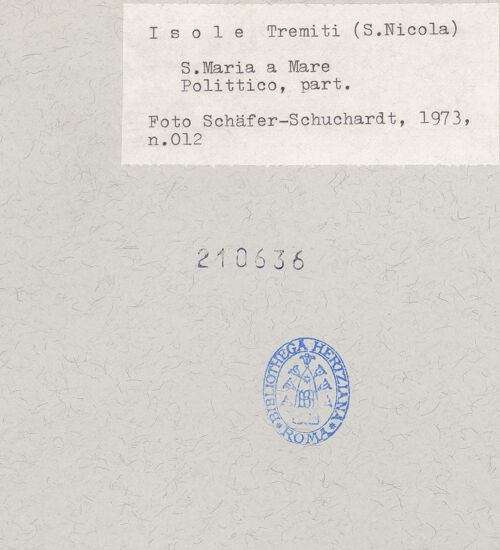 I s o l e  Tremiti (S.Nicola)
S.Maria a Mare
Polittico, part.
Foto Schäfer-Schuchardt, 1973,
n.012
210636
BIBLIOTHECA HERTZIANA
ROMA